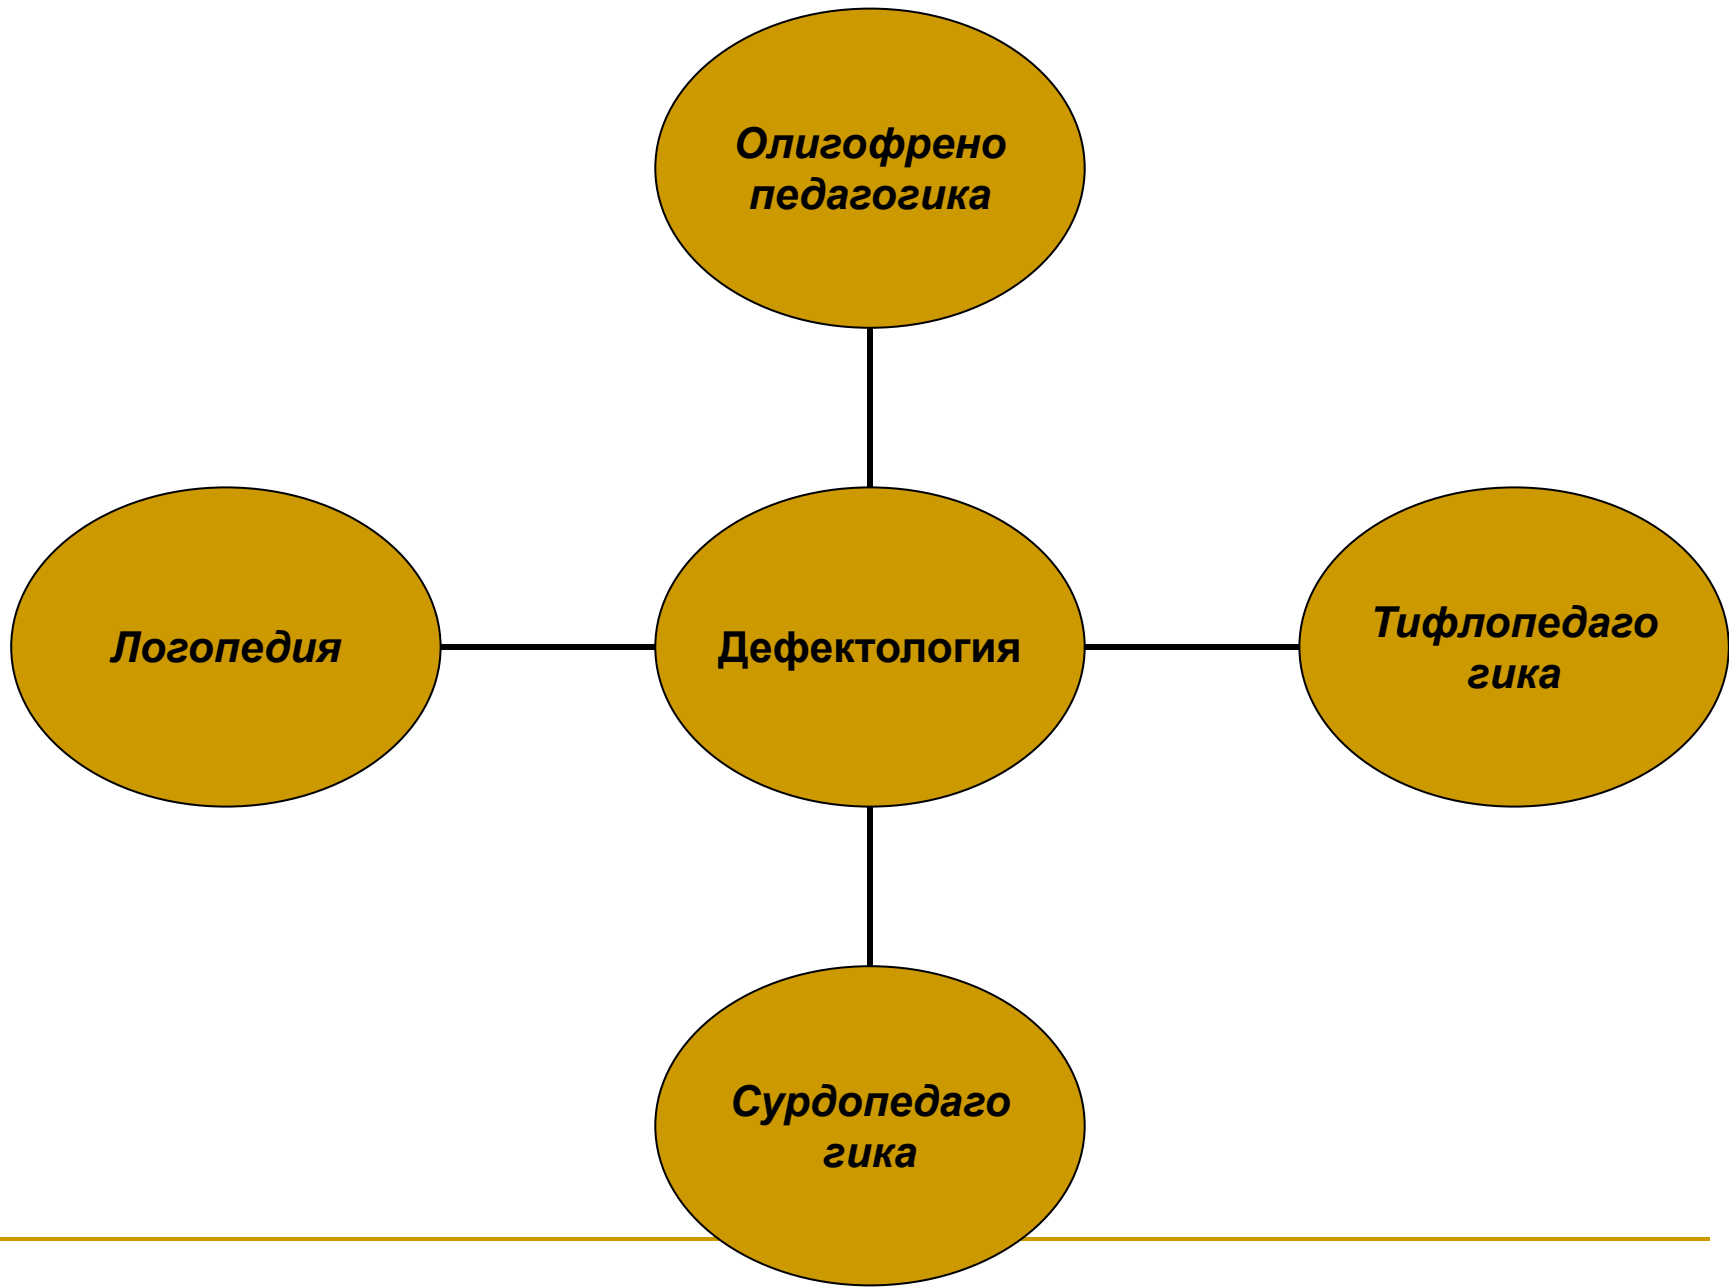 Олигофрено
педагогика
Логопедия
Дефектология
Тифлопедаго
гика
Сурдопедаго
гика